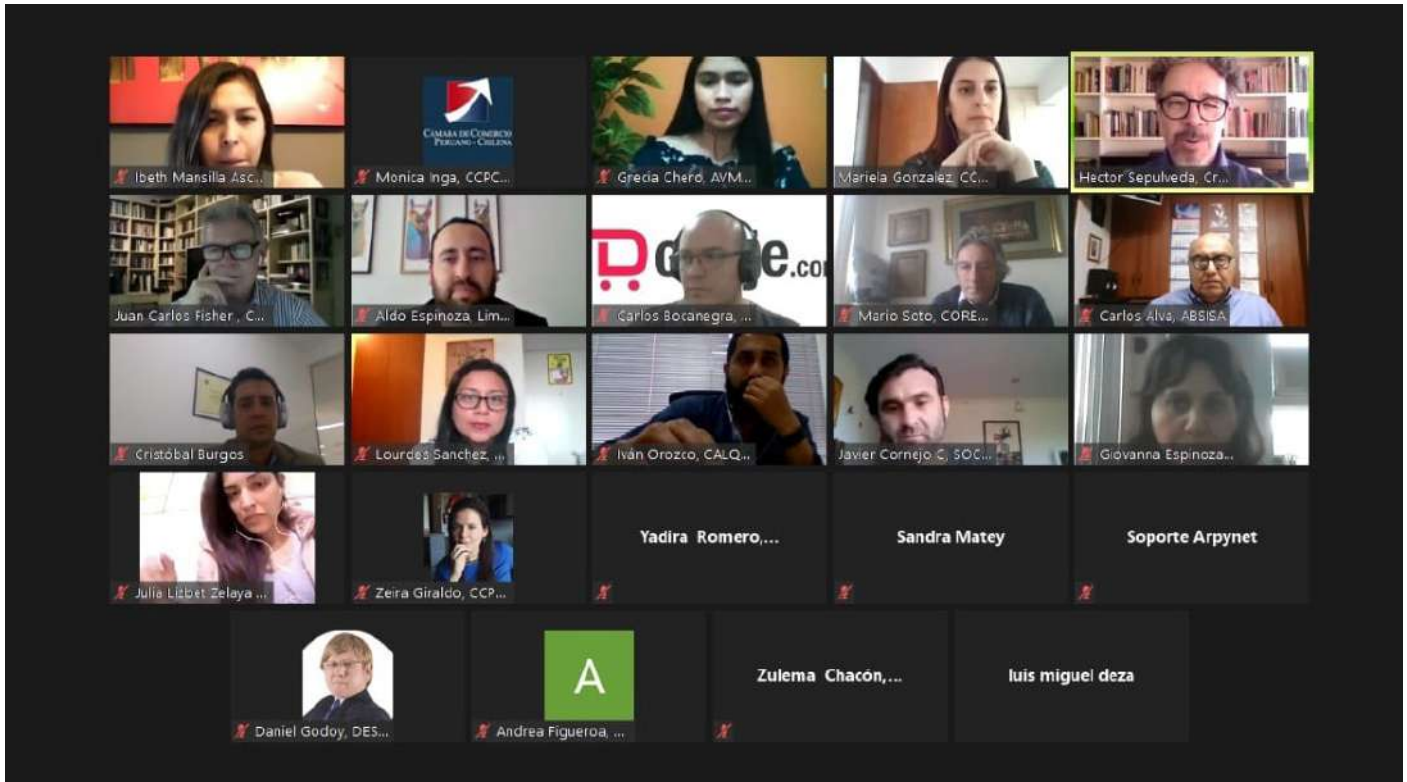 Ibeth Mansilla Asc...
CÁMARA DE COMERCIO
PERUANO - CHILENA
Monica Inga, CCPC...
Grecia Chero, AVM...
Mariela Gonzalez, CC...
Hector Sepulveda, Cr...
Juan Carlos Fisher , C...
Aldo Espinoza, Lim...
e.co
Carlos Bocanegra, ...
Mario Soto, CORE...
Carlos Alva, ABSISA
Cristóbal Burgos
Lourdes Sanchez, ...
Iván Orozco, CALQ...
Javier Cornejo C, SOC...
Giovanna Espinoza...
Julia Lizbet Zelaya ...
Zeira Giraldo, CCP...
Yadira Romero,...
Sandra Matey
Soporte Arpynet
Daniel Godoy, DES...
A
Andrea Figueroa, ...
Zulema Chacón,...
luis miguel deza